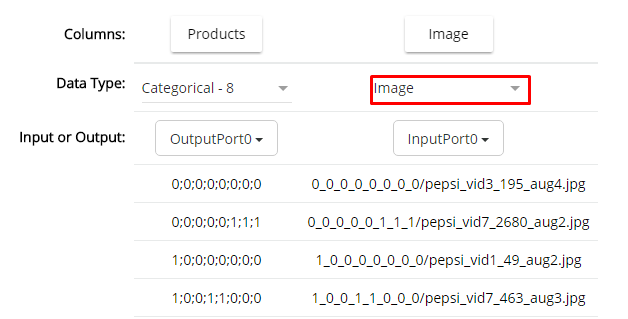 Columns: Products Image
Data Type: Categorical - 8 Image
Input or Output: OutputPort0 InputPort0
0;0;0;0;0;0;0;0 0_0_0_0_0_0_0_0/pepsi_vid3_195_aug4.jpg
0;0;0;0;0;1;1;1 0_0_0_0_0_1_1_1/pepsi_vid7_2680_aug2.jpg
1;0;0;0;0;0;0;0 1_0_0_0_0_0_0_0/pepsi_vid1_49_aug2.jpg
1;0;0;1;1;0;0;0 1_0_0_1_1_0_0_0/pepsi_vid7_463_aug3.jpg